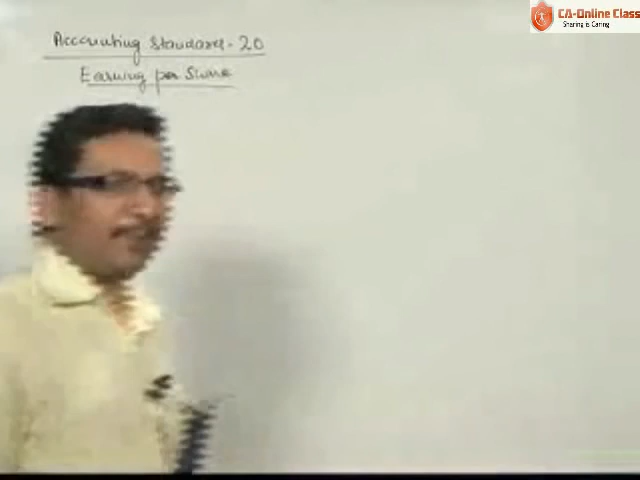 CA-Online Class
Sharing is Caring
Accounting Standard - 20
Earning per Share